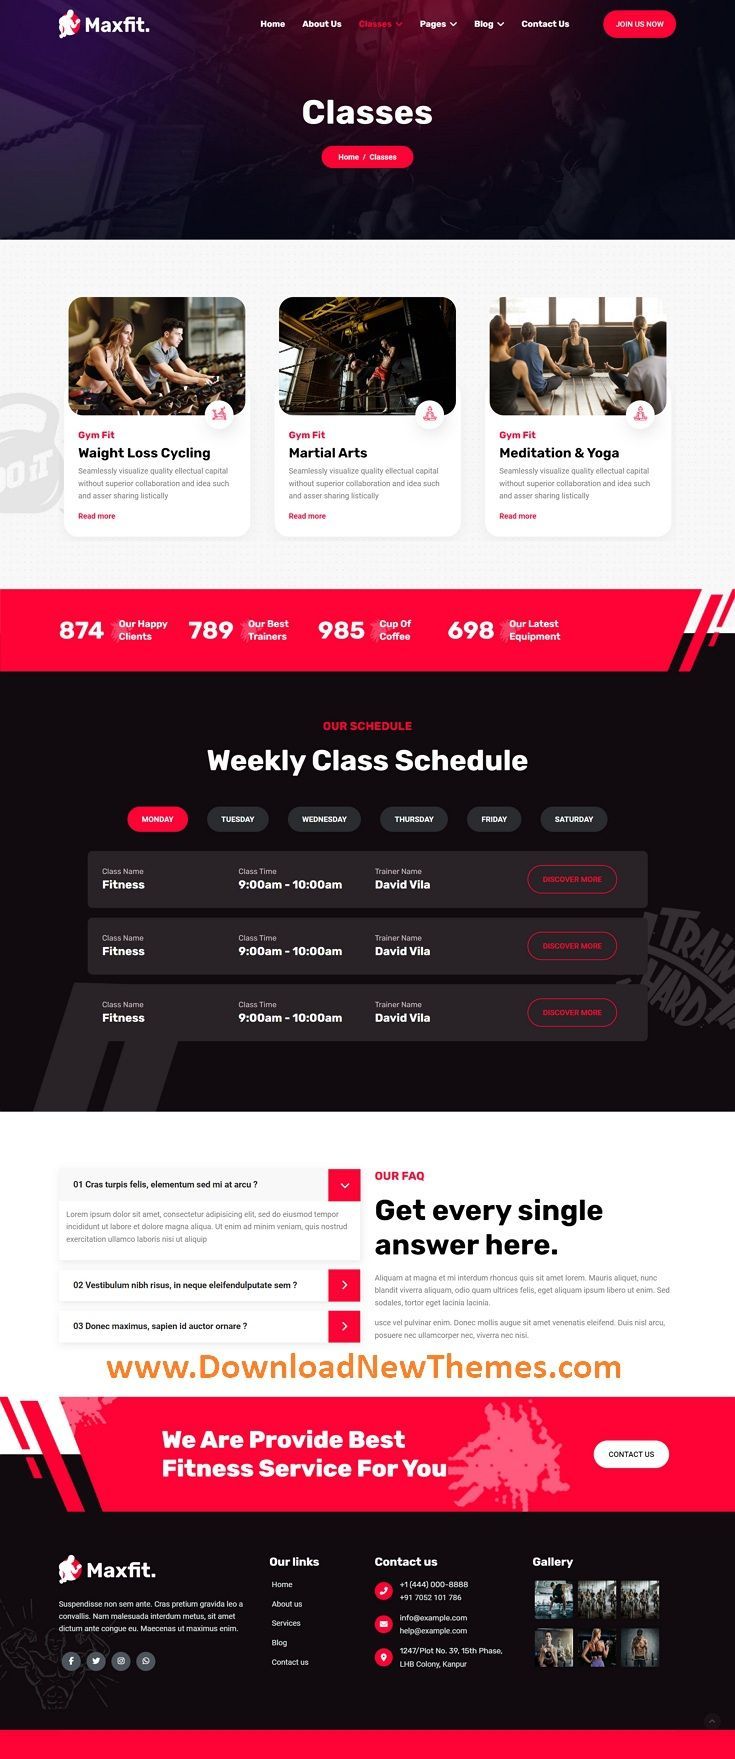 Maxfit.
Home About Us Classes Pages Blog Contact Us JOIN US NOW
Classes
Home / Classes
Gym Fit
Waight Loss Cycling
Seamlessly visualize quality ellectual capital
without superior collaboration and idea such
and asser sharing listically
Read more
Gym Fit
Martial Arts
Seamlessly visualize quality ellectual capital
without superior collaboration and idea such
and asser sharing listically
Read more
Gym Fit
Meditation & Yoga
Seamlessly visualize quality ellectual capital
without superior collaboration and idea such
and asser sharing listically
Read more
874 Our Happy
Clients
789 Our Best
Trainers
985 Cup Of
Coffee
698 Our Latest
Equipment
OUR SCHEDULE
Weekly Class Schedule
MONDAY TUESDAY WEDNESDAY THURSDAY FRIDAY SATURDAY
Class Name Class Time Trainer Name
Fitness 9:00am - 10:00am David Vila DISCOVER MORE
Class Name Class Time Trainer Name
Fitness 9:00am - 10:00am David Vila DISCOVER MORE
Class Name Class Time Trainer Name
Fitness 9:00am - 10:00am David Vila DISCOVER MORE
TRAIN
HARD
01 Cras turpis felis, elementum sed mi at arcu ?
Lorem ipsum dolor sit amet, consectetur adipisicing elit, sed do eiusmod tempor
incididunt ut labore et dolore magna aliqua. Ut enim ad minim veniam, quis nostrud
exercitation ullamco laboris nisi ut aliquip
02 Vestibulum nibh risus, in neque eleifendulputate sem ?
03 Donec maximus, sapien id auctor ornare ?
OUR FAQ
Get every single
answer here.
Aliquam at magna et mi interdum rhoncus quis sit amet lorem. Mauris aliquet, nunc
blandit viverra aliquam, odio quam ultrices felis, eget aliquam ipsum libero ut enim. Sed
sodales, tortor eget lacinia lacinia.
usce vel pulvinar enim. Donec mollis augue sit amet venenatis eleifend. Duis nisl arcu,
posuere nec ullamcorper nec, viverra nec nisi.
www.DownloadNewThemes.com
We Are Provide Best
Fitness Service For You
CONTACT US
Maxfit.
Suspendisse non sem ante. Cras pretium gravida leo a
convallis. Nam malesuada interdum metus, sit amet
dictum ante congue eu. Maecenas ut maximus enim.
Our links
Home
About us
Services
Blog
Contact us
Contact us
+1 (444) 000-8888
+91 7052 101 786
info@example.com
help@example.com
1247/Plot No. 39, 15th Phase,
LHB Colony, Kanpur
Gallery